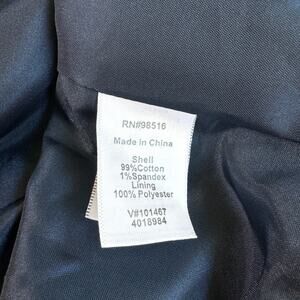 RN#98516
Made in China
Shell
99%Cotton
1%Spandex
Lining
100% Polyester
V#101467
4018984